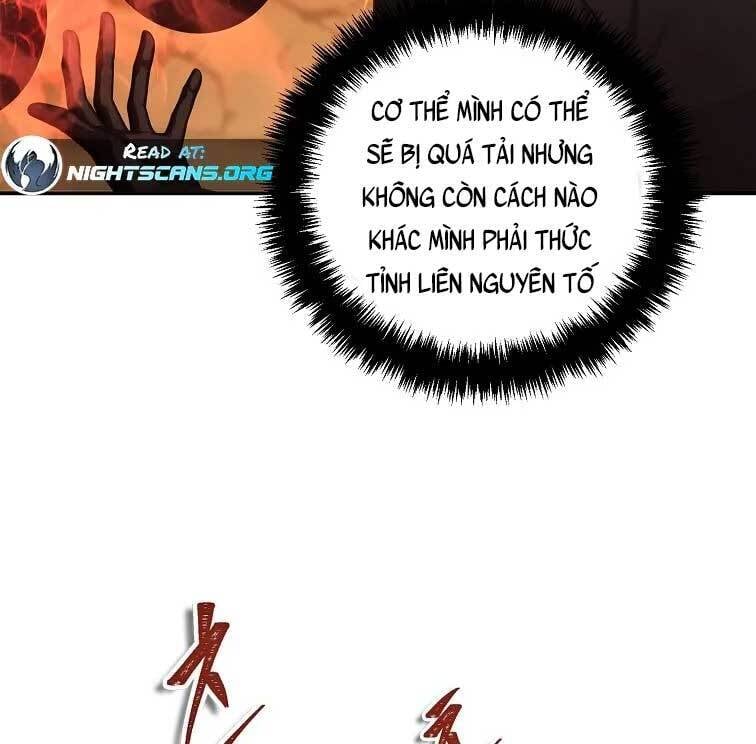 CƠ THỂ MÌNH CÓ THỂ
SẼ BỊ QUÁ TẢI NHƯNG
KHÔNG CÒN CÁCH NÀO
KHÁC MÌNH PHẢI THỨC
TỈNH LIÊN NGUYÊN TỐ
READ AT:
NIGHTSCANS.ORG